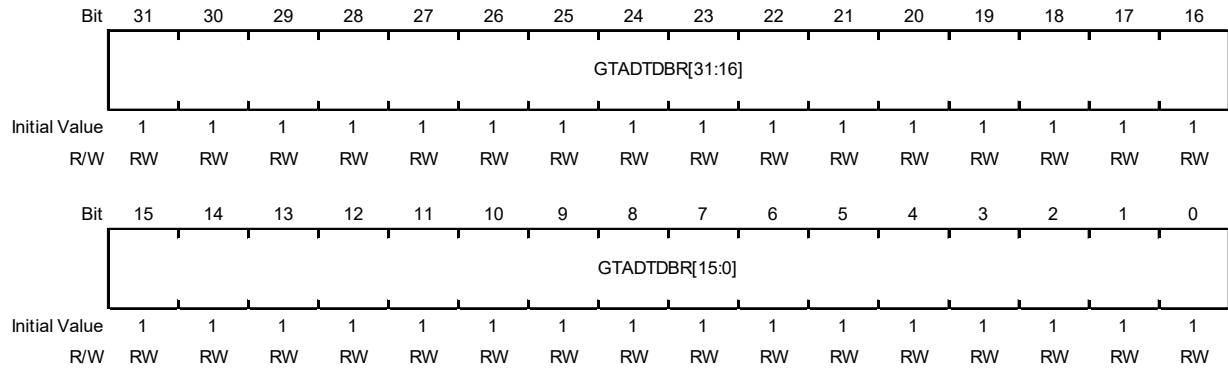 Bit 31 30 29 28 27 26 25 24 23 22 21 20 19 18 17 16
GTADTDBR[31:16]
Initial Value 1 1 1 1 1 1 1 1 1 1 1 1 1 1 1 1
R/W RW RW RW RW RW RW RW RW RW RW RW RW RW RW RW RW
Bit 15 14 13 12 11 10 9 8 7 6 5 4 3 2 1 0
GTADTDBR[15:0]
Initial Value 1 1 1 1 1 1 1 1 1 1 1 1 1 1 1 1
R/W RW RW RW RW RW RW RW RW RW RW RW RW RW RW RW RW